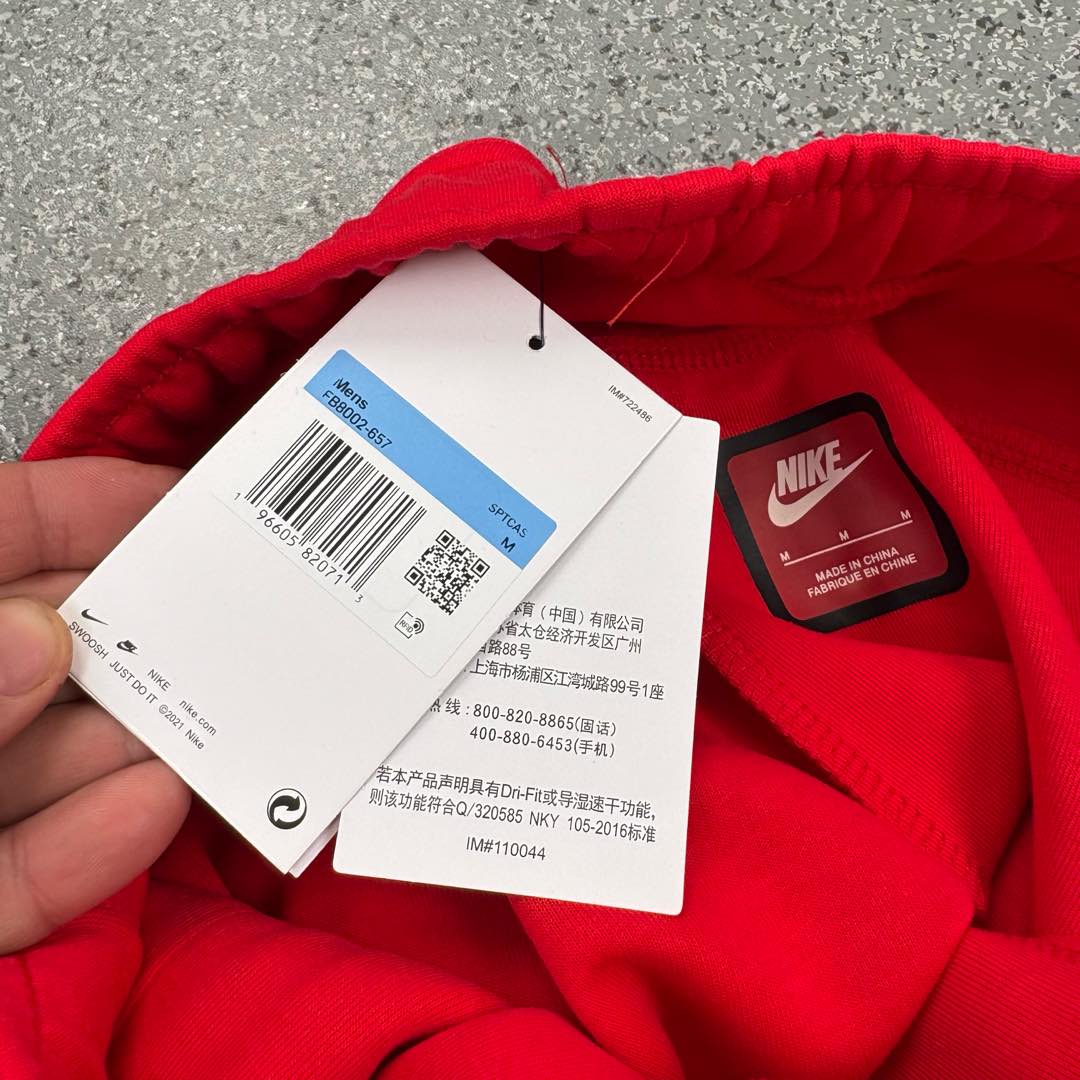 IM#722486
Mens
FB8002-657
SPTCAS
M
1 96605 82071 3
RFID
SWOOSH JUST DO IT ©2021 Nike
NIKE nike.com
体育（中国）有限公司
省太仓经济开发区广州
路88号
上海市杨浦区江湾城路99号1座
热线：800-820-8865(固话)
400-880-6453(手机)
若本产品声明具有Dri-Fit或导湿速干功能，
则该功能符合Q/320585 NKY 105-2016标准
IM#110044
NIKE
M M M
MADE IN CHINA
FABRIQUE EN CHINE